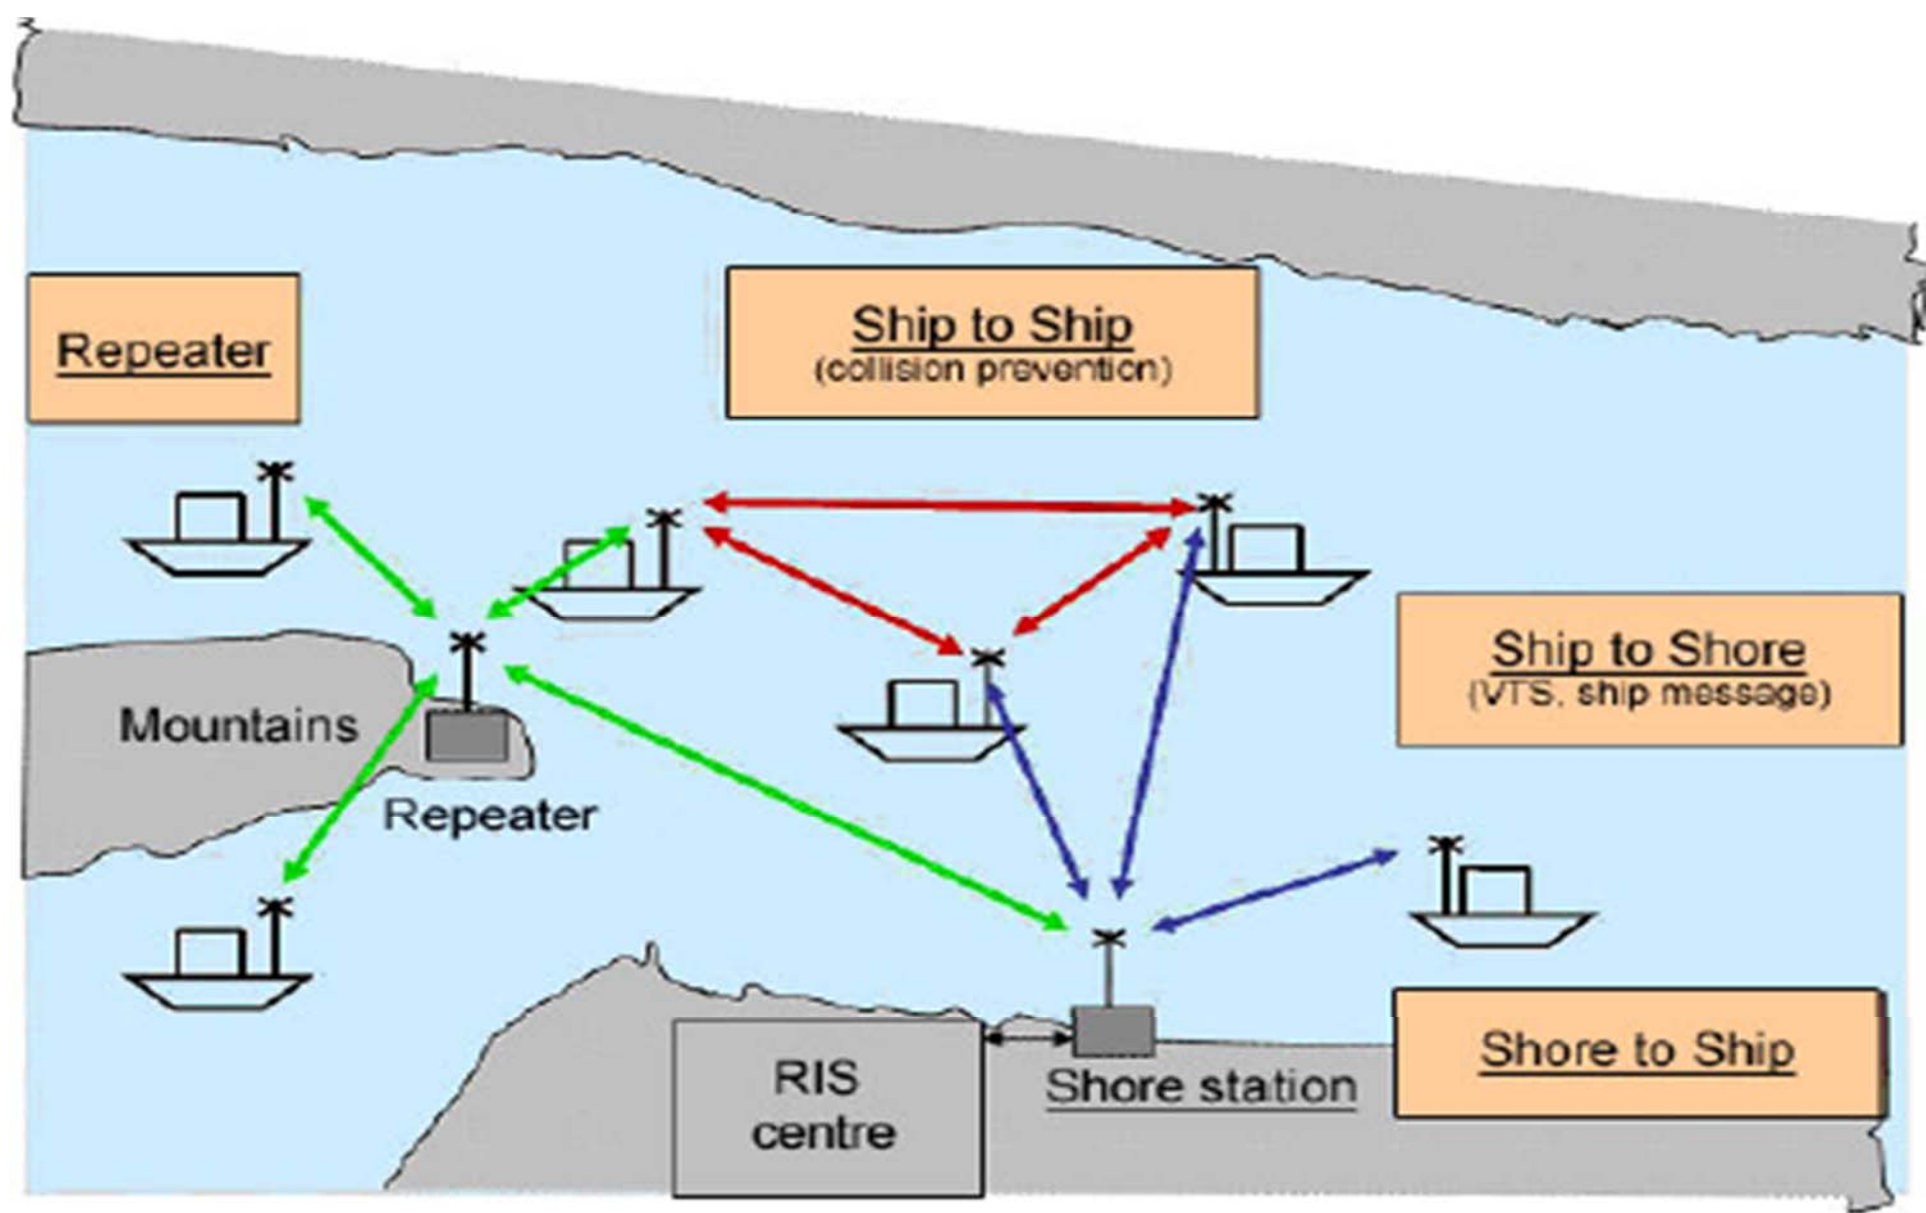 Repeater
Ship to Ship
(collision prevention)
Ship to Shore
(VTS, ship message)
Mountains
Repeater
RIS
centre
Shore station
Shore to Ship